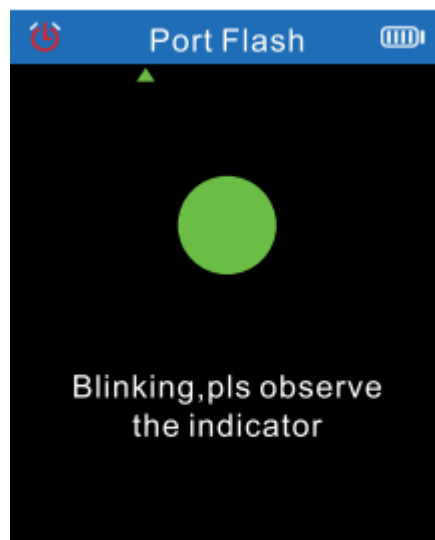 Port Flash
Blinking,pls observe
the indicator